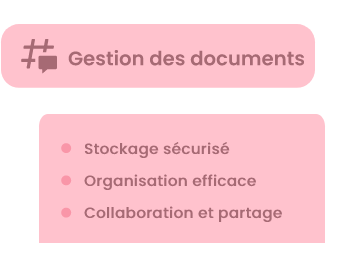 Gestion des documents
Stockage sécurisé
Organisation efficace
Collaboration et partage